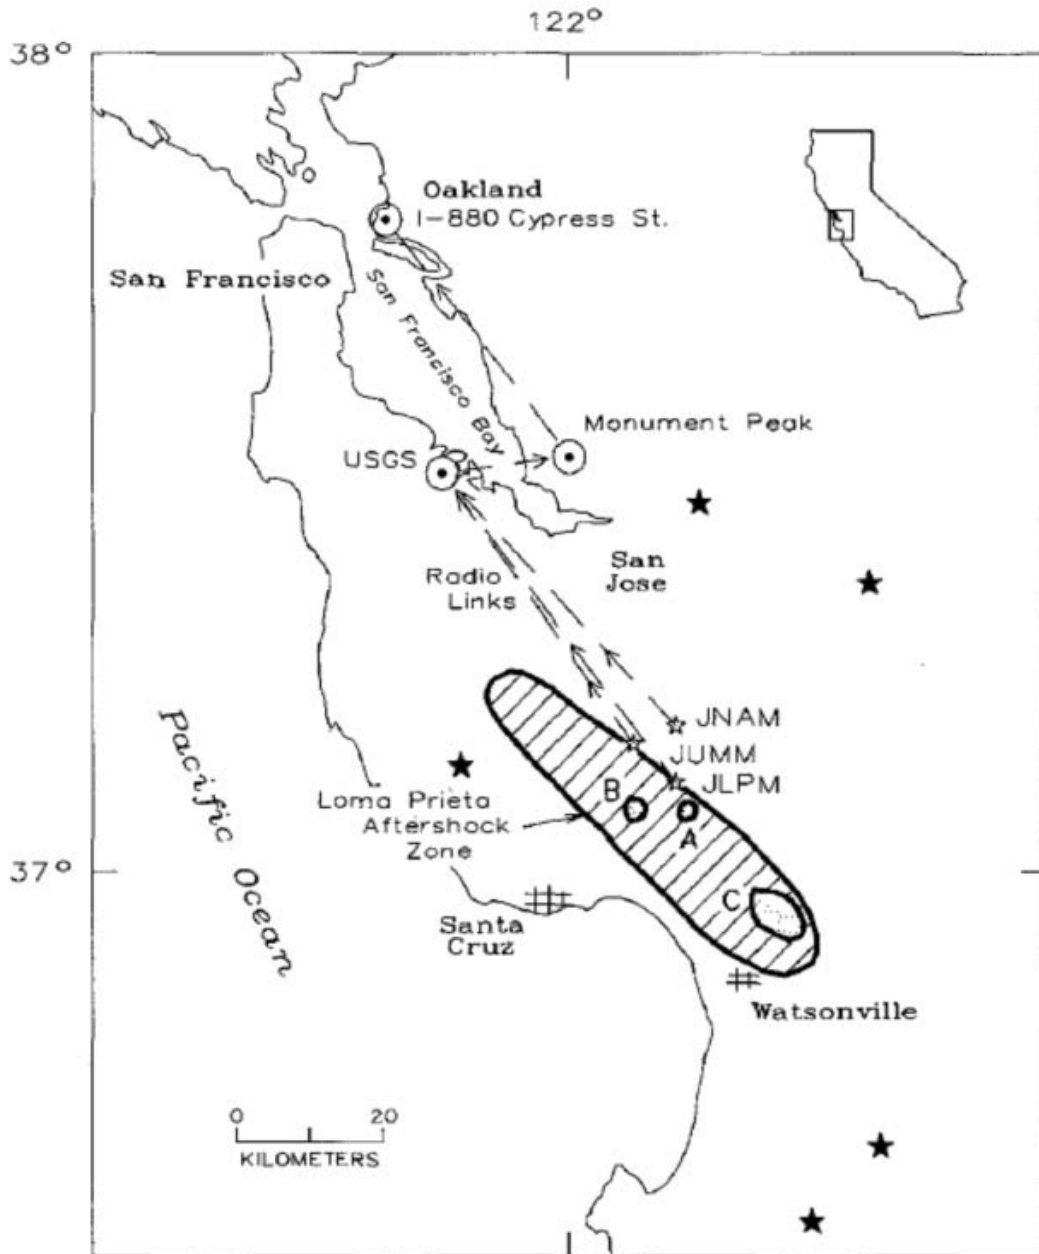 122°
38°
Oakland
I-880 Cypress St.
San Francisco
San Francisco Bay
Monument Peak
USGS
San
Jose
Radio
Links
JNAM
JUMM
JLPM
B
A
Loma Prieta
Aftershock
Zone
37°
C
Santa
Cruz
Pacific Ocean
Watsonville
0 20
KILOMETERS